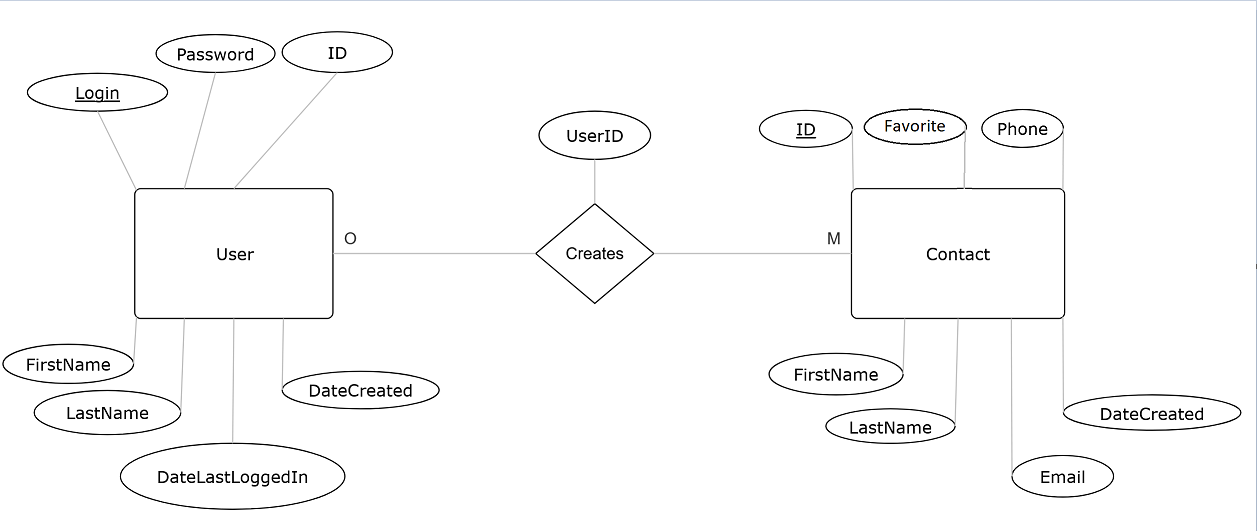 Password
ID
Login
UserID
ID
Favorite
Phone
O
M
User
Creates
Contact
FirstName
LastName
DateCreated
DateLastLoggedIn
FirstName
LastName
DateCreated
Email